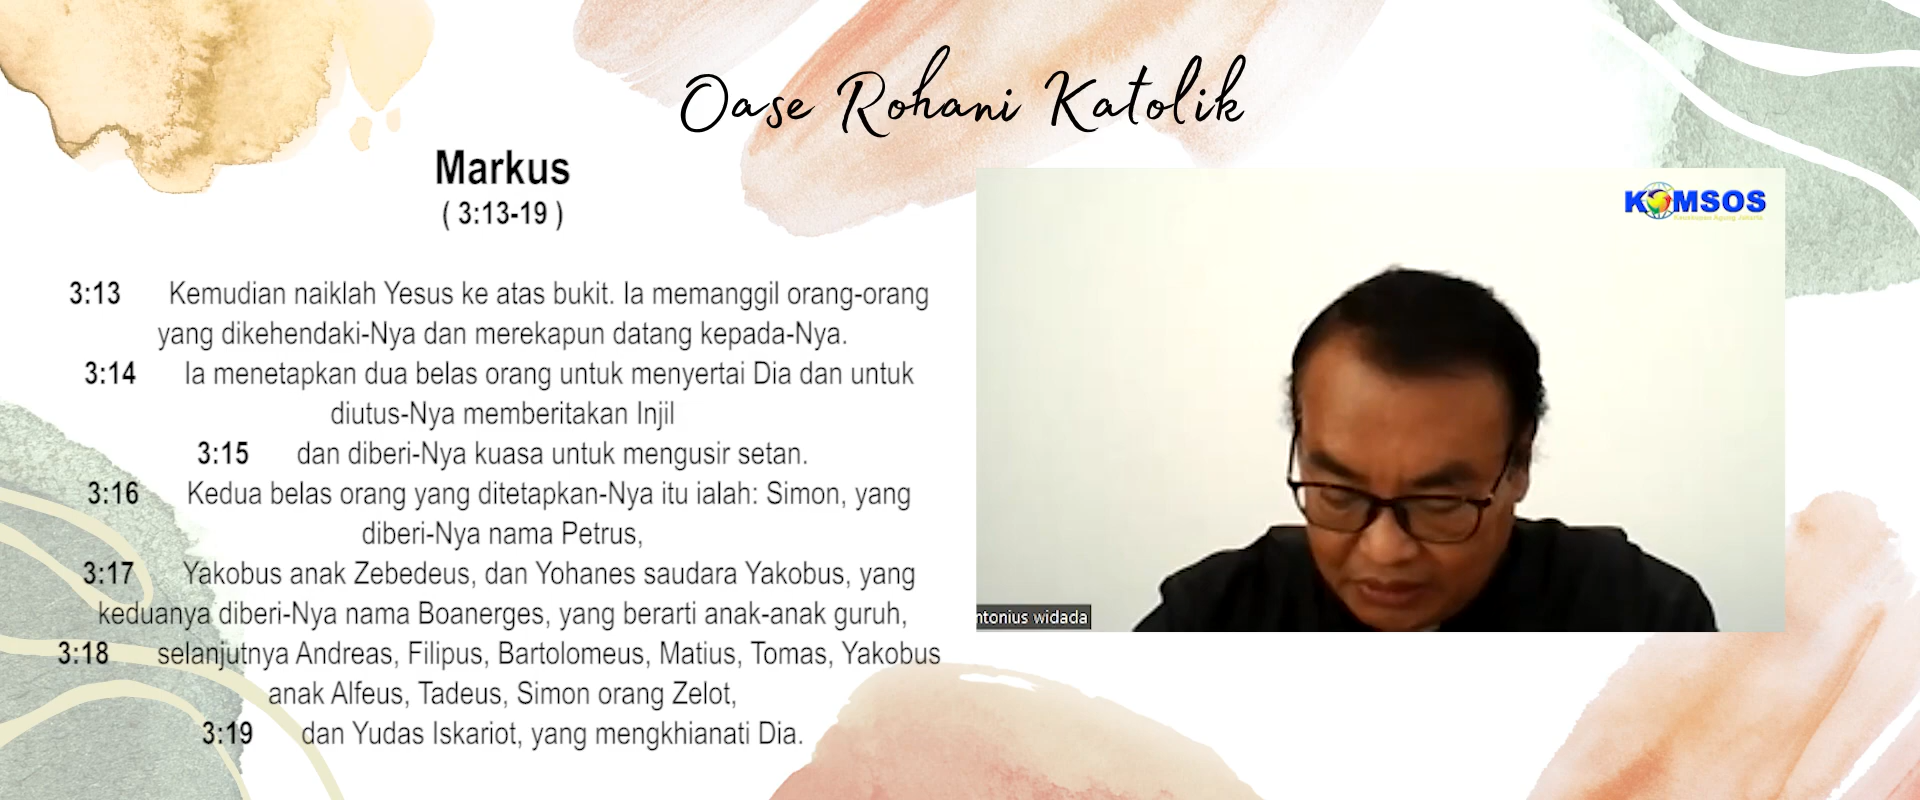 Oase Rohani Katolik
Markus
( 3:13-19 )
3:13 Kemudian naiklah Yesus ke atas bukit. Ia memanggil orang-orang
yang dikehendaki-Nya dan merekapun datang kepada-Nya.
3:14 Ia menetapkan dua belas orang untuk menyertai Dia dan untuk
diutus-Nya memberitakan Injil
3:15 dan diberi-Nya kuasa untuk mengusir setan.
3:16 Kedua belas orang yang ditetapkan-Nya itu ialah: Simon, yang
diberi-Nya nama Petrus,
3:17 Yakobus anak Zebedeus, dan Yohanes saudara Yakobus, yang
keduanya diberi-Nya nama Boanerges, yang berarti anak-anak guruh,
3:18 selanjutnya Andreas, Filipus, Bartolomeus, Matius, Tomas, Yakobus
anak Alfeus, Tadeus, Simon orang Zelot,
3:19 dan Yudas Iskariot, yang mengkhianati Dia.
KOMSOS
Keuskupan Agung Jakarta
ntonius widada